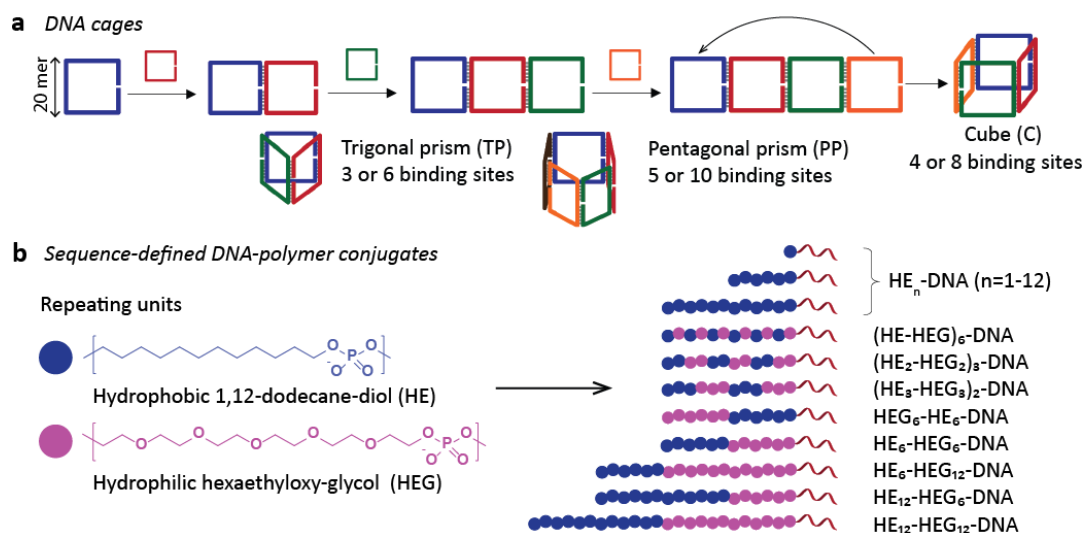 a DNA cages
20 mer
Trigonal prism (TP)
3 or 6 binding sites
Pentagonal prism (PP)
5 or 10 binding sites
Cube (C)
4 or 8 binding sites
b Sequence-defined DNA-polymer conjugates
Repeating units
O O
P
-O O
Hydrophobic 1,12-dodecane-diol (HE)
O O O O O O O
P
-O O
Hydrophilic hexaethyloxy-glycol (HEG)
HEₙ-DNA (n=1-12)
(HE-HEG)₆-DNA
(HE₂-HEG₂)₃-DNA
(HE₃-HEG₃)₂-DNA
HEG₆-HE₆-DNA
HE₆-HEG₆-DNA
HE₆-HEG₁₂-DNA
HE₁₂-HEG₆-DNA
HE₁₂-HEG₁₂-DNA